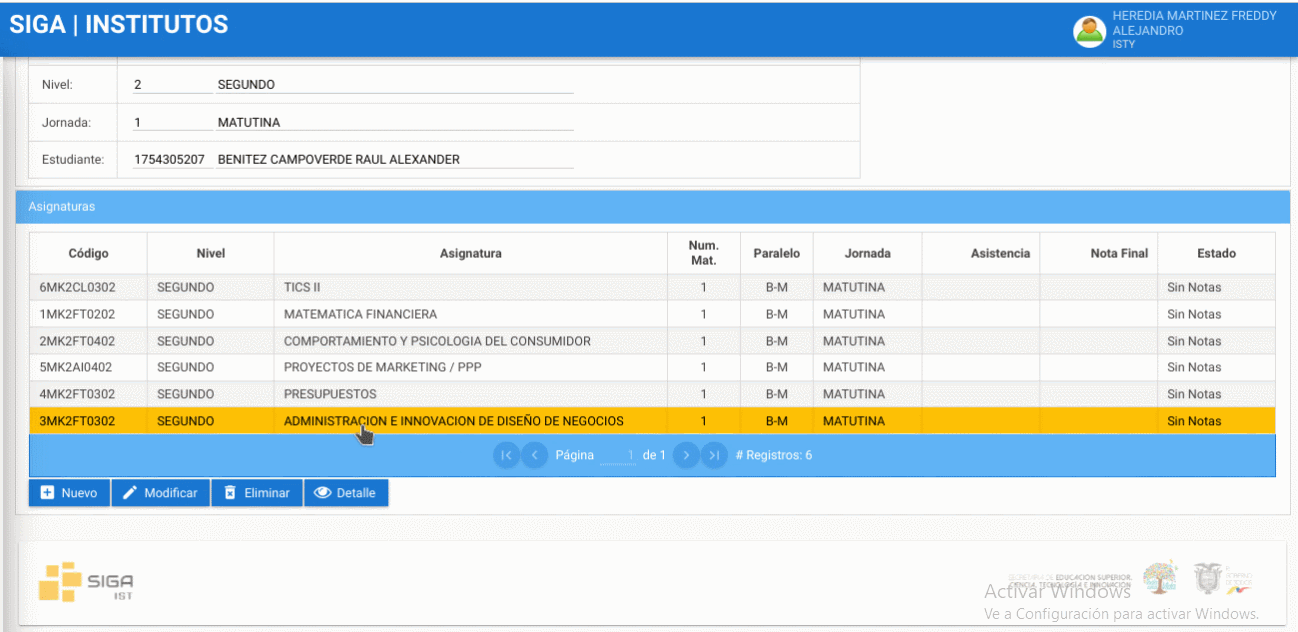 SIGA | INSTITUTOS
HEREDIA MARTINEZ FREDDY
ALEJANDRO
ISTY
Nivel: 2 SEGUNDO
Jornada: 1 MATUTINA
Estudiante: 1754305207 BENITEZ CAMPOVERDE RAUL ALEXANDER
Asignaturas
Código Nivel Asignatura Num. Mat. Paralelo Jornada Asistencia Nota Final Estado
6MK2CL0302 SEGUNDO TICS II 1 B-M MATUTINA Sin Notas
1MK2FT0202 SEGUNDO MATEMATICA FINANCIERA 1 B-M MATUTINA Sin Notas
2MK2FT0402 SEGUNDO COMPORTAMIENTO Y PSICOLOGIA DEL CONSUMIDOR 1 B-M MATUTINA Sin Notas
5MK2AI0402 SEGUNDO PROYECTOS DE MARKETING / PPP 1 B-M MATUTINA Sin Notas
4MK2FT0302 SEGUNDO PRESUPUESTOS 1 B-M MATUTINA Sin Notas
3MK2FT0302 SEGUNDO ADMINISTRACION E INNOVACION DE DISEÑO DE NEGOCIOS 1 B-M MATUTINA Sin Notas
Página 1 de 1 # Registros: 6
Nuevo Modificar Eliminar Detalle
SIGA
IST
EDUCACIÓN SUPERIOR,
Activar Windows
Ve a Configuración para activar Windows.